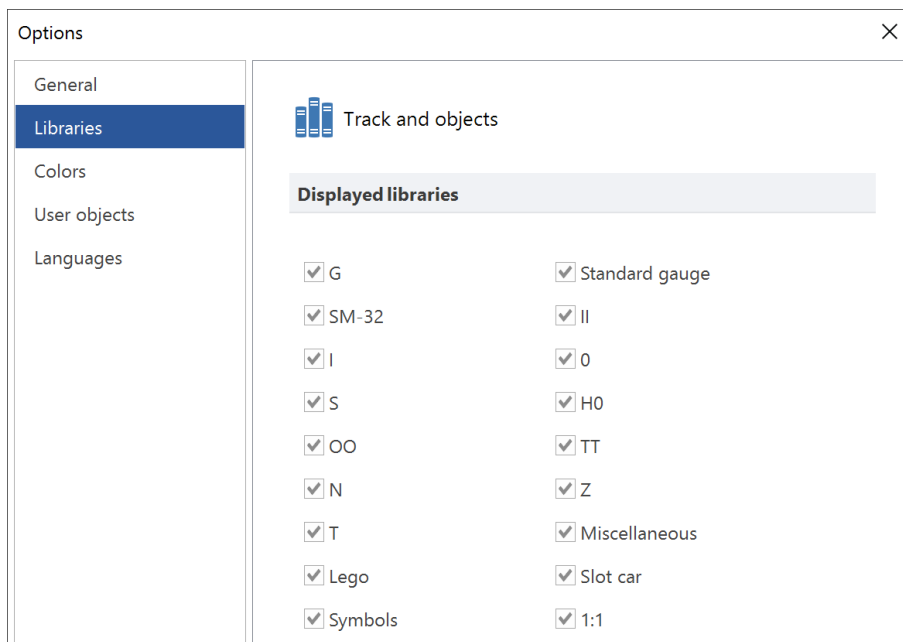 Options
General
Libraries
Colors
User objects
Languages
Track and objects
Displayed libraries
G
Standard gauge
SM-32
II
I
0
S
H0
OO
TT
N
Z
T
Miscellaneous
Lego
Slot car
Symbols
1:1